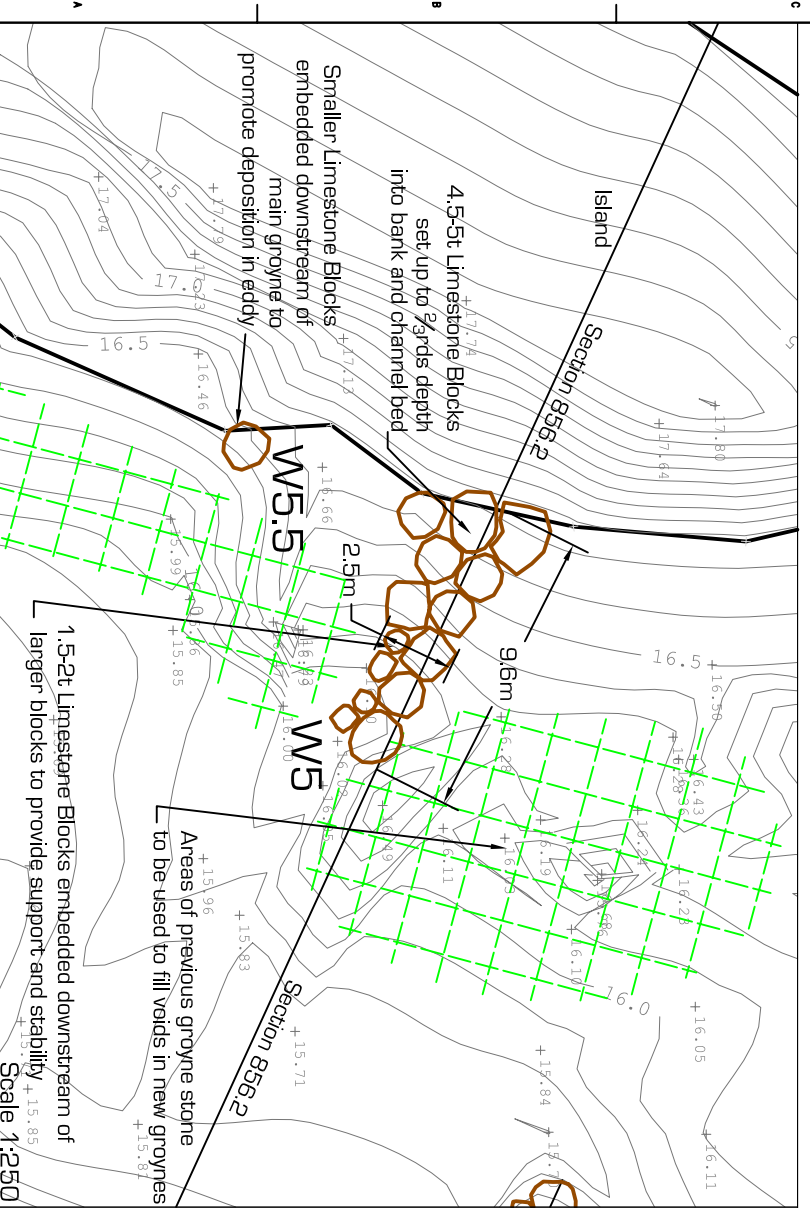 A
B
C
Island
Section 856.2
4.5-5t Limestone Blocks
set up to 2/3rds depth
into bank and channel bed
Smaller Limestone Blocks
embedded downstream of
main groyne to
promote deposition in eddy
W5.5
W5
2.5m
9.6m
1.5-2t Limestone Blocks embedded downstream of
larger blocks to provide support and stability
Areas of previous groyne stone
to be used to fill voids in new groynes
Section 856.2
Scale 1:250
17.5
17.0
16.5
16.5
16.0
+17.04
+17.79
+17.23
+17.74
+17.13
+16.46
+17.80
+17.64
+16.66
+15.99
+15.85
+16.00
+16.50
+16.43
+16.24
+16.23
+16.19
+16.11
+16.10
+16.05
+15.96
+15.83
+15.71
+15.84
+16.11
+15.85